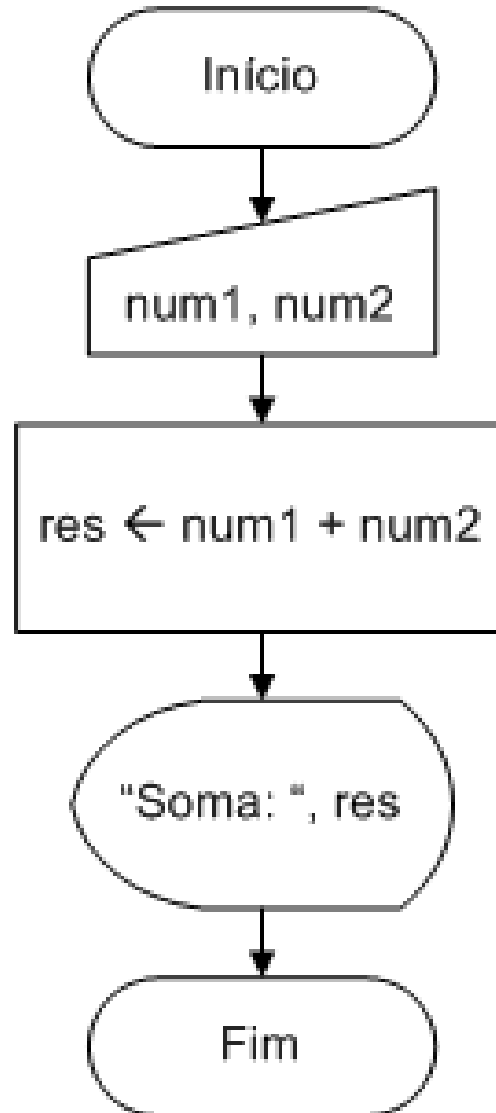 Início
num1, num2
res ← num1 + num2
“Soma: “, res
Fim